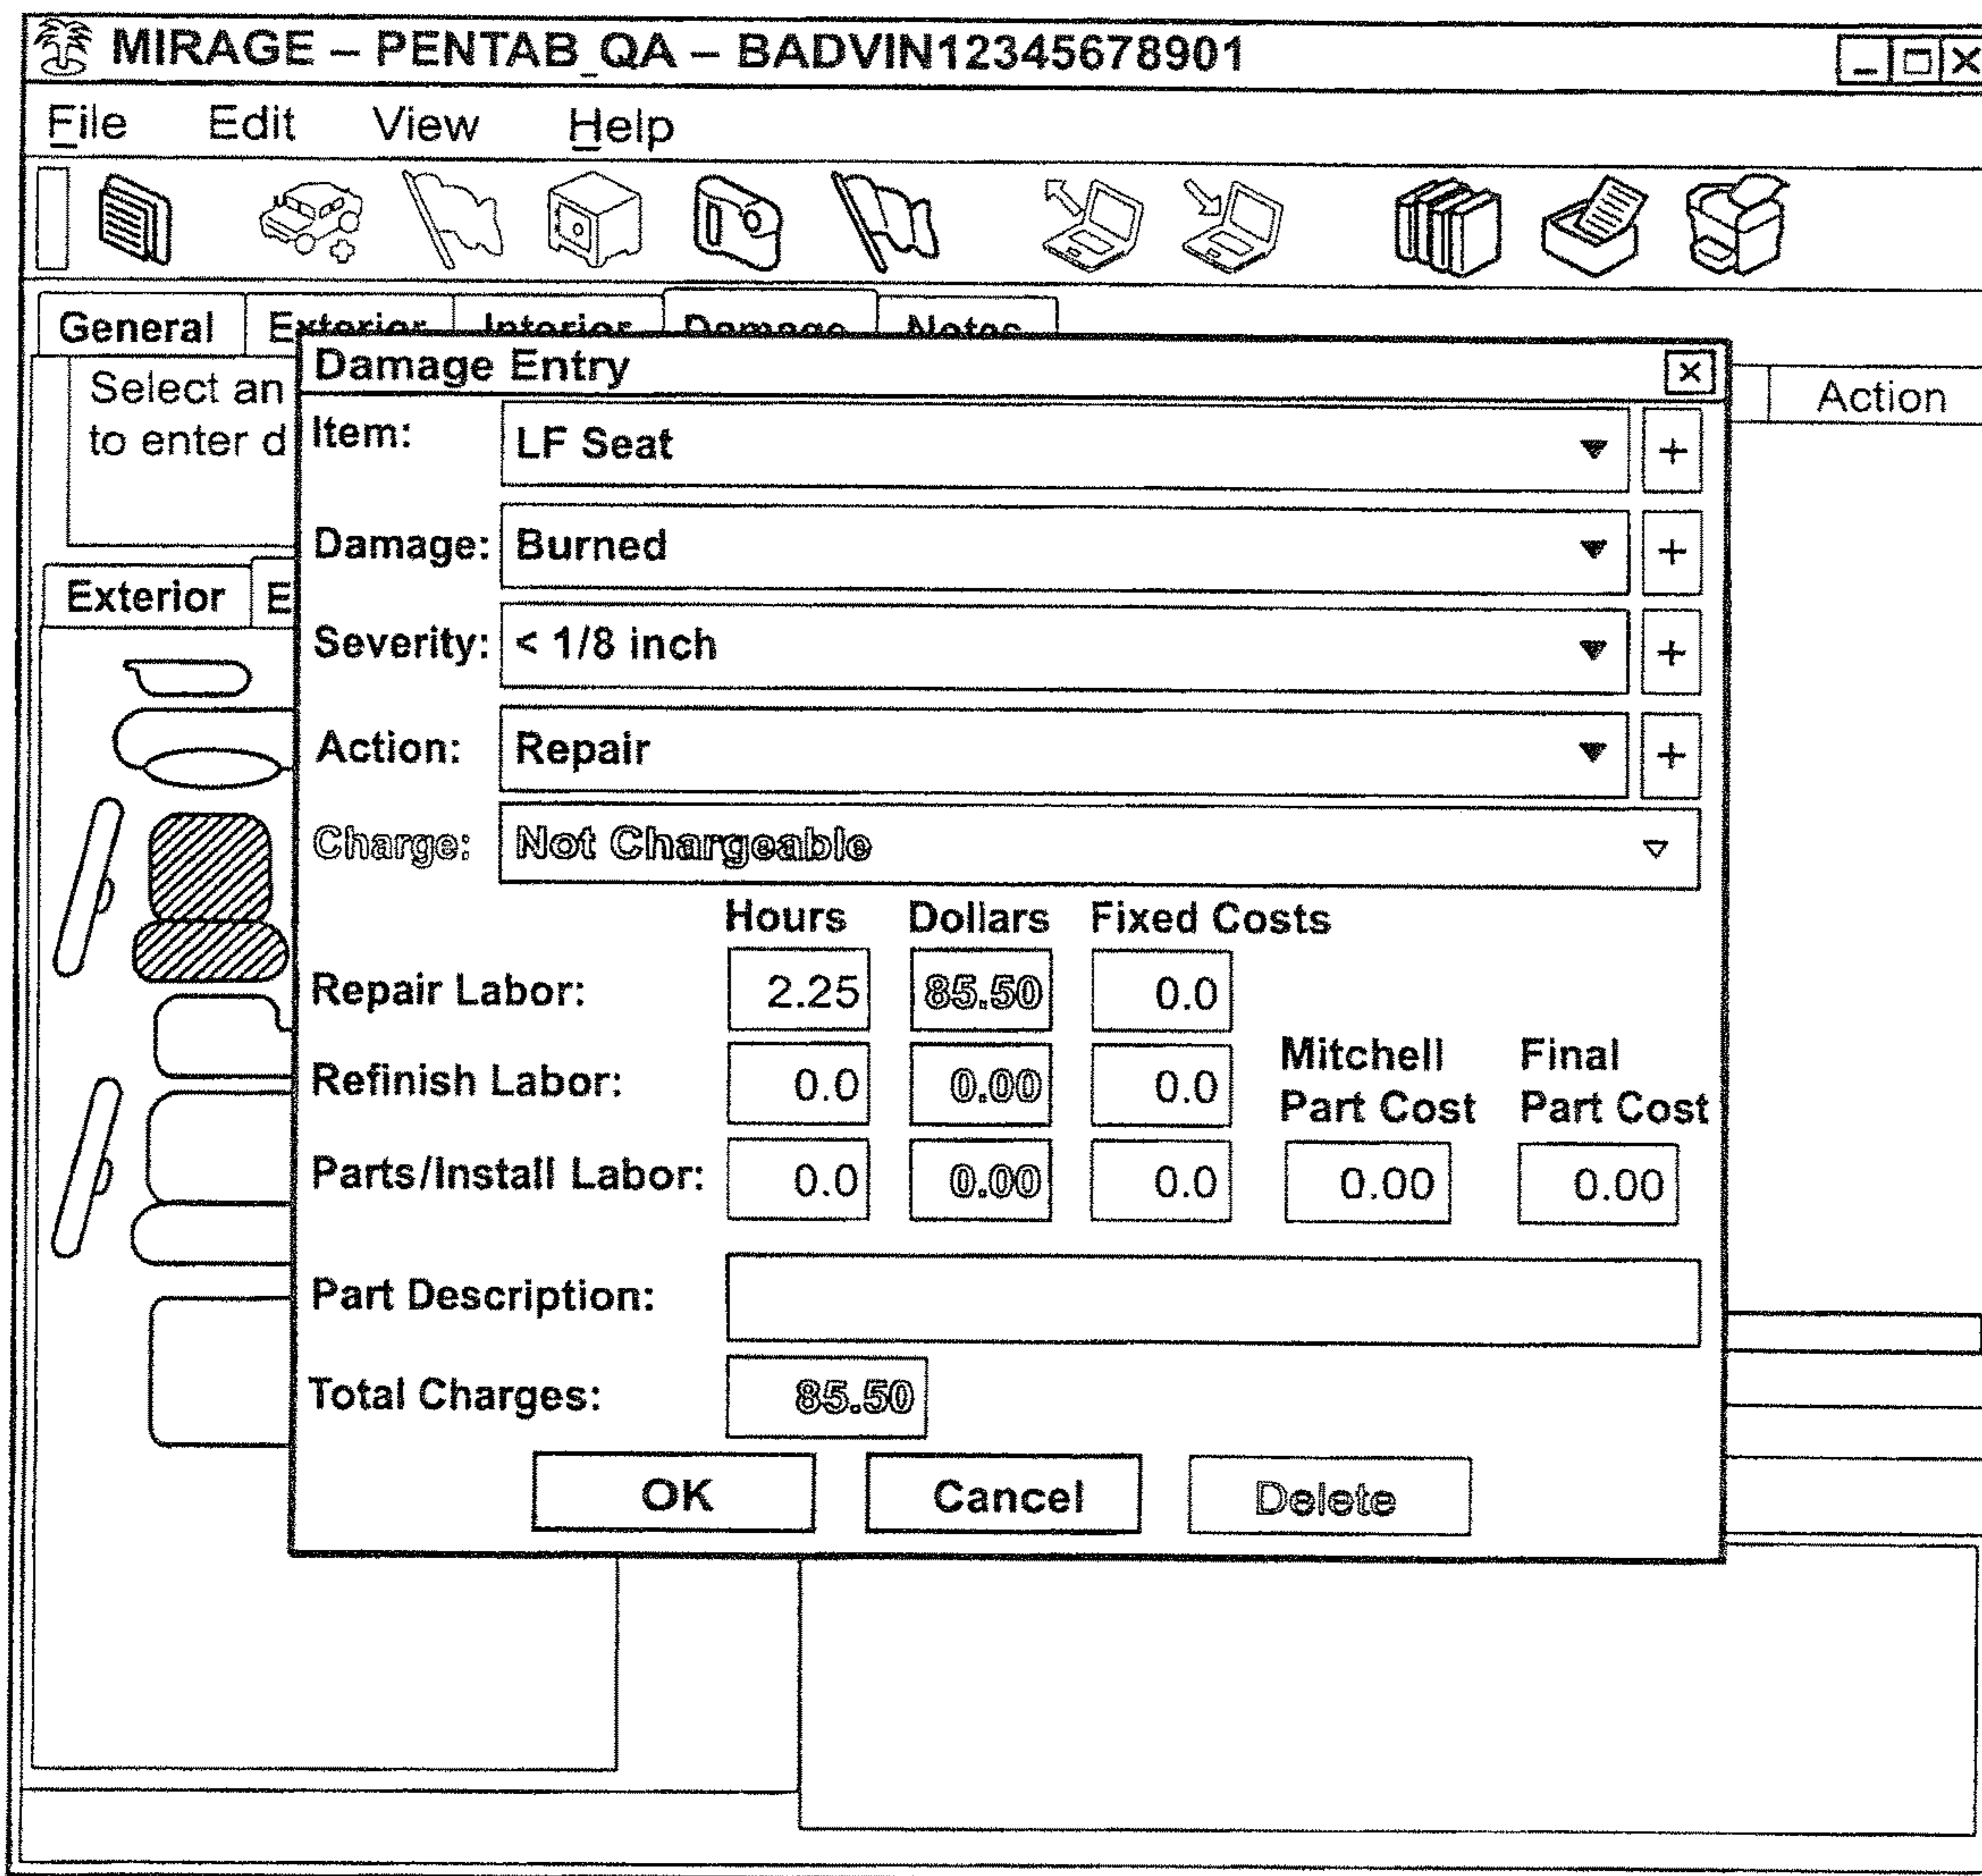 MIRAGE – PENTAB_QA – BADVIN12345678901
File Edit View Help
General Exterior Interior Damage Notes
Select an
to enter d
Action
Exterior E
Damage Entry
Item: LF Seat +
Damage: Burned +
Severity: < 1/8 inch +
Action: Repair +
Charge: Not Chargeable
Hours Dollars Fixed Costs
Repair Labor: 2.25 85.50 0.0
Mitchell Final
Refinish Labor: 0.0 0.00 0.0
Part Cost Part Cost
Parts/Install Labor: 0.0 0.00 0.0 0.00 0.00
Part Description:
Total Charges: 85.50
OK Cancel Delete